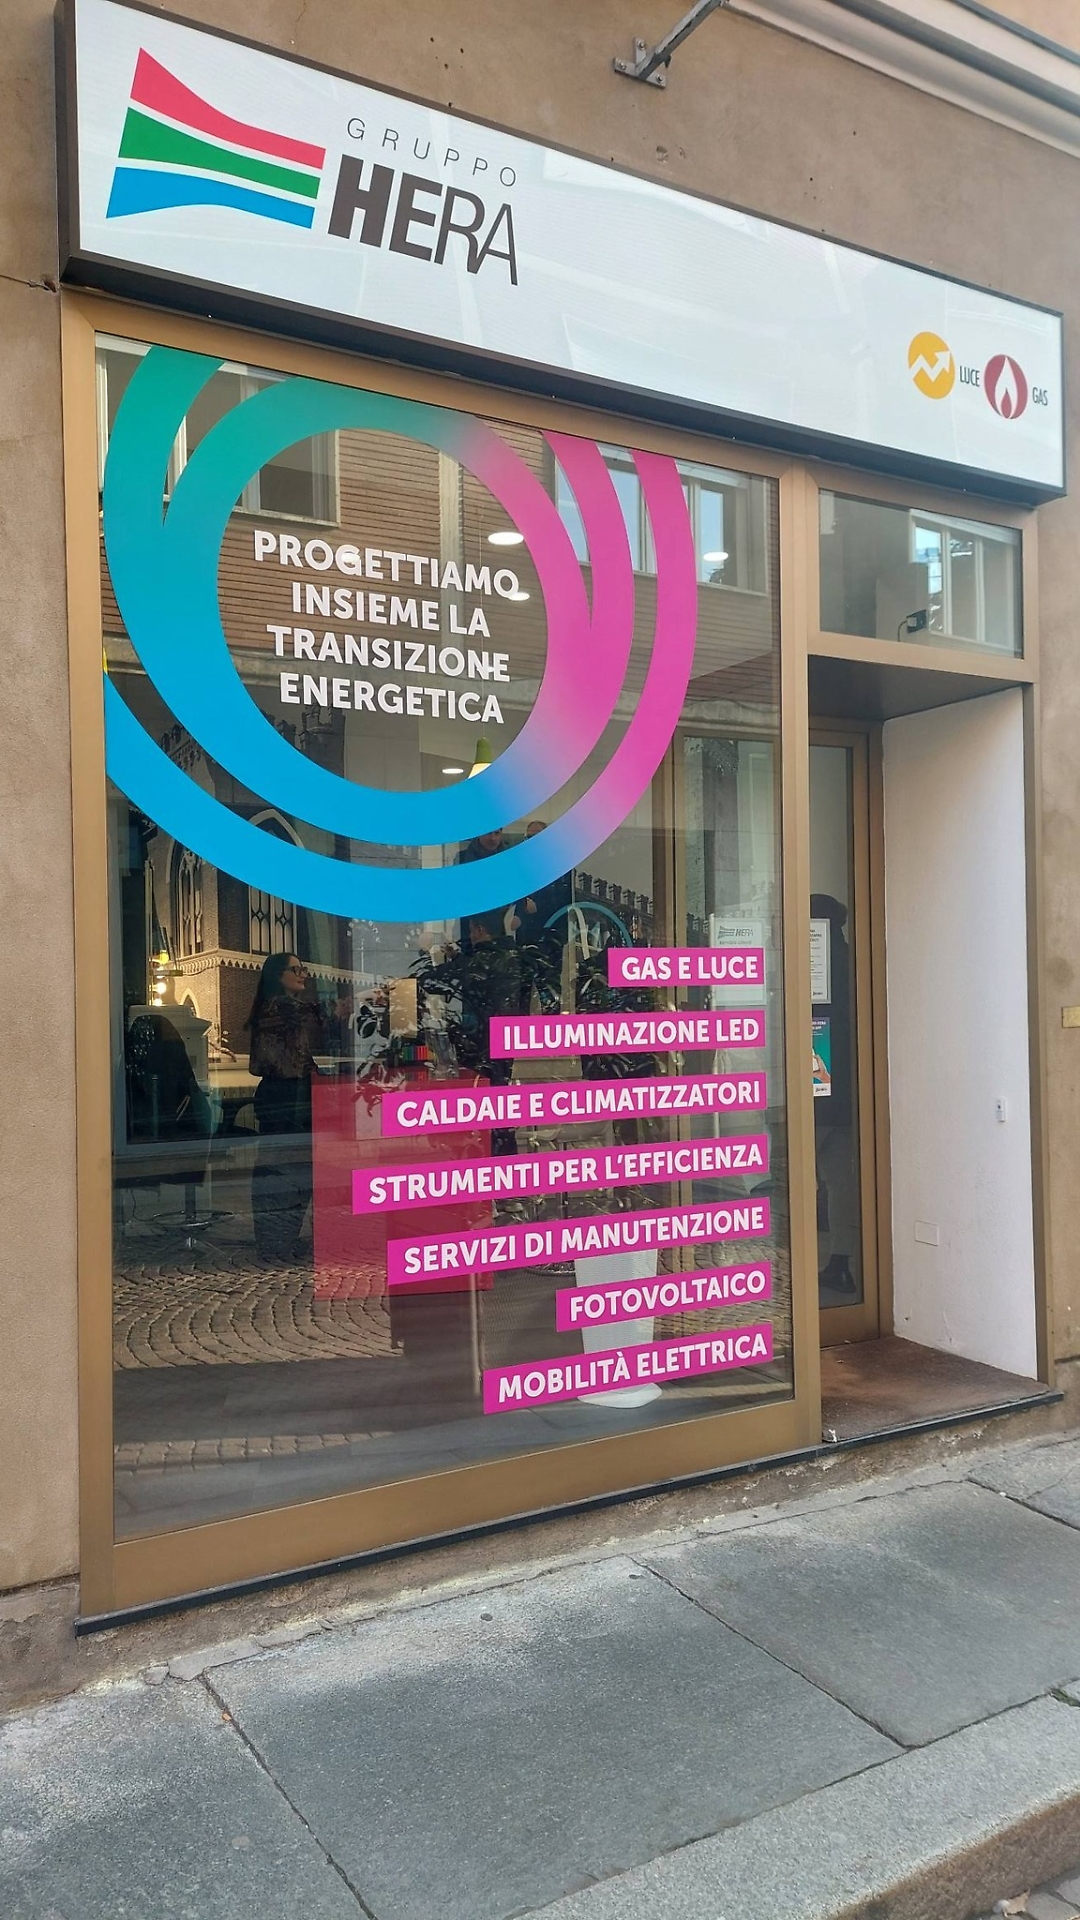 GRUPPO
HERA
LUCE
GAS
PROGETTIAMO
INSIEME LA
TRANSIZIONE
ENERGETICA
HERA
GAS E LUCE
ILLUMINAZIONE LED
CALDAIE E CLIMATIZZATORI
STRUMENTI PER L'EFFICIENZA
SERVIZI DI MANUTENZIONE
FOTOVOLTAICO
MOBILITÀ ELETTRICA